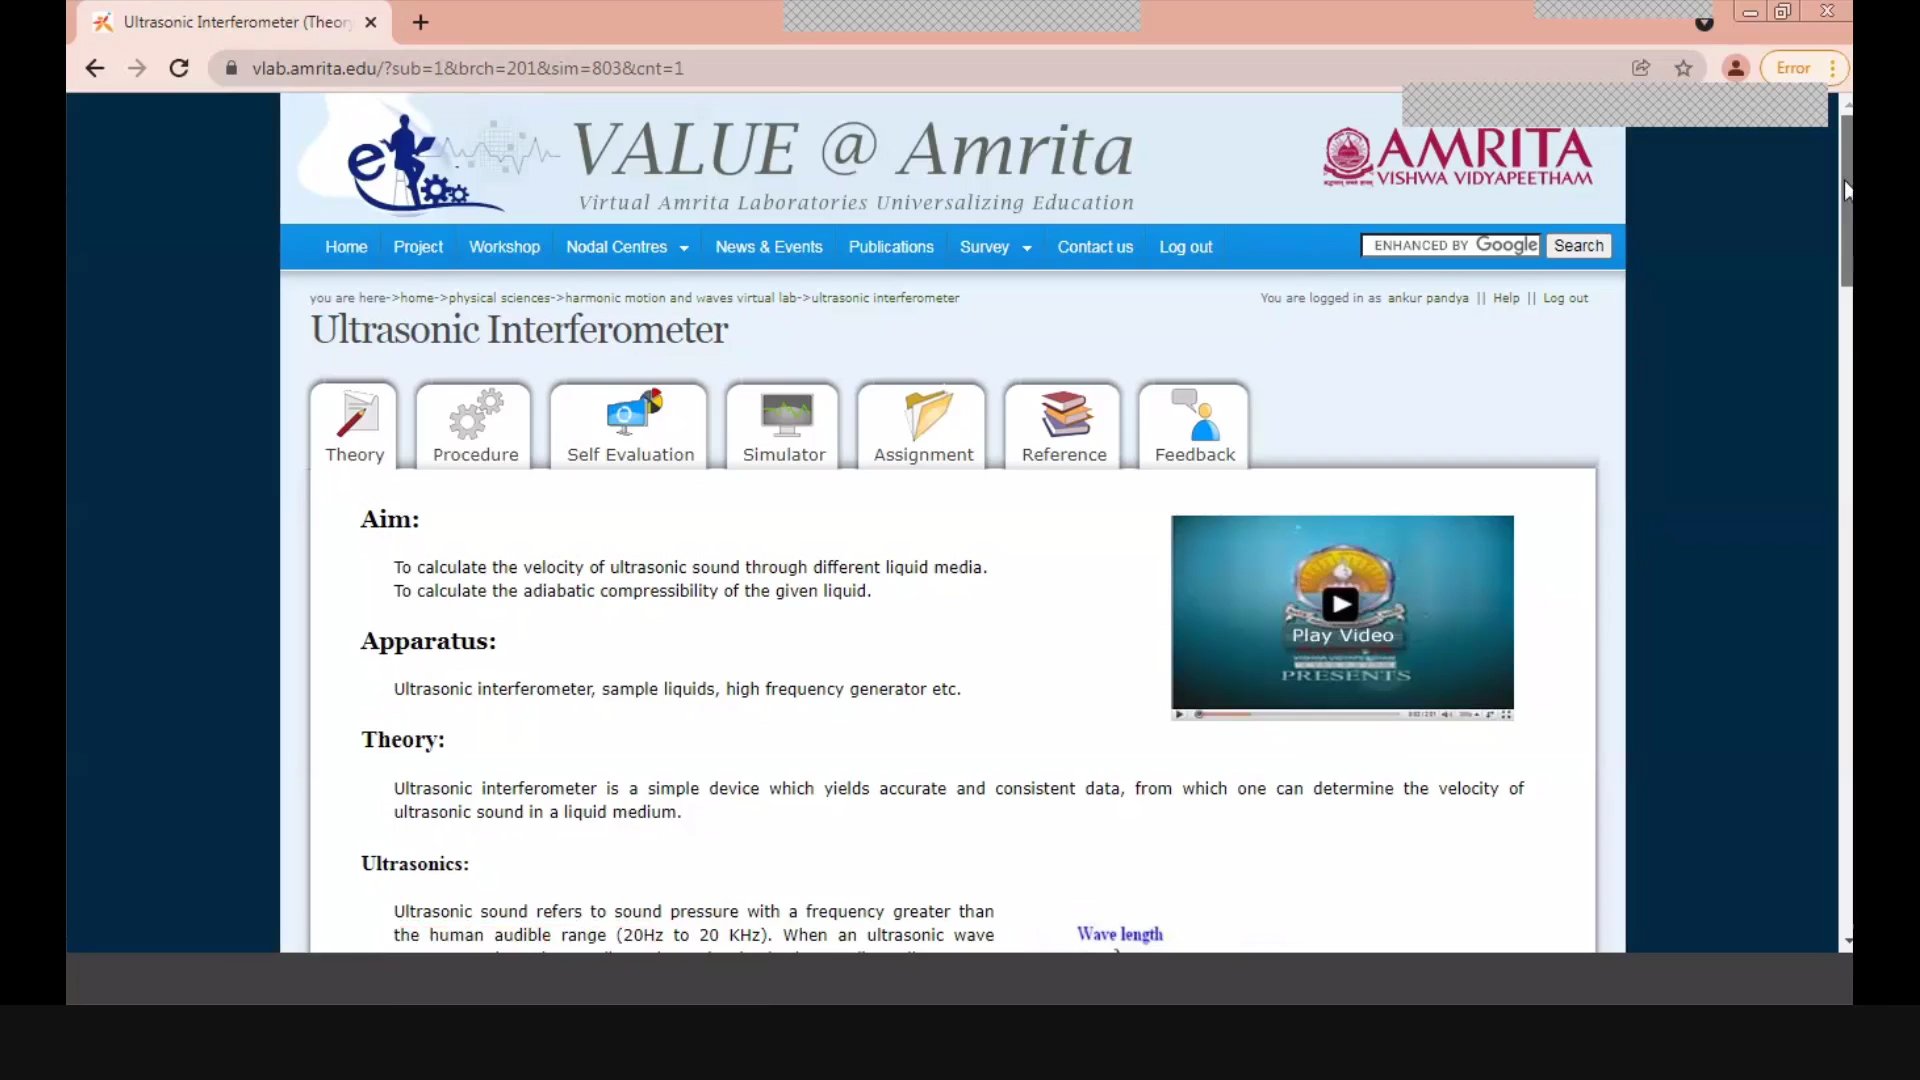 Ultrasonic Interferometer (Theory
vlab.amrita.edu/?sub=1&brch=201&sim=803&cnt=1
Error
VALUE @ Amrita
Virtual Amrita Laboratories Universalizing Education
AMRITA
VISHWA VIDYAPEETHAM
Home Project Workshop Nodal Centres News & Events Publications Survey Contact us Log out
ENHANCED BY Google Search
you are here->home->physical sciences->harmonic motion and waves virtual lab->ultrasonic interferometer
You are logged in as ankur pandya || Help || Log out
Ultrasonic Interferometer
Theory Procedure Self Evaluation Simulator Assignment Reference Feedback
Aim:
To calculate the velocity of ultrasonic sound through different liquid media.
To calculate the adiabatic compressibility of the given liquid.
Play Video
PRESENTS
Apparatus:
Ultrasonic interferometer, sample liquids, high frequency generator etc.
Theory:
Ultrasonic interferometer is a simple device which yields accurate and consistent data, from which one can determine the velocity of
ultrasonic sound in a liquid medium.
Ultrasonics:
Ultrasonic sound refers to sound pressure with a frequency greater than
the human audible range (20Hz to 20 KHz). When an ultrasonic wave
Wave length